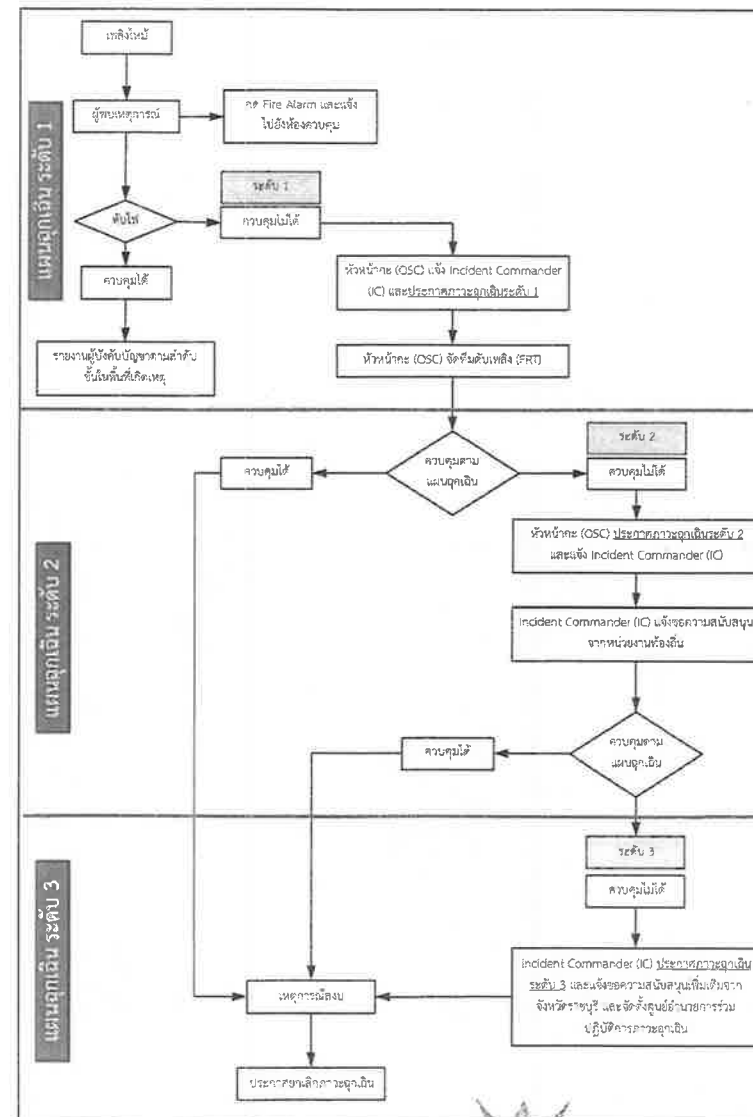 แผนฉุกเฉิน ระดับ 1
เพลิงไหม้
ผู้พบเหตุการณ์
กด Fire Alarm และแจ้ง
ไปยังห้องควบคุม
ดับไฟ
ระดับ 1
ควบคุมไม่ได้
ควบคุมได้
หัวหน้ากะ (OSC) แจ้ง Incident Commander
(IC) และประกาศภาวะฉุกเฉินระดับ 1
รายงานผู้บังคับบัญชาตามลำดับ
ชั้นในพื้นที่เกิดเหตุ
หัวหน้ากะ (OSC) จัดทีมดับเพลิง (FRT)
แผนฉุกเฉิน ระดับ 2
ควบคุมตาม
แผนฉุกเฉิน
ควบคุมได้
ระดับ 2
ควบคุมไม่ได้
หัวหน้ากะ (OSC) ประกาศภาวะฉุกเฉินระดับ 2
และแจ้ง Incident Commander (IC)
Incident Commander (IC) แจ้งขอความสนับสนุน
จากหน่วยงานท้องถิ่น
ควบคุมตาม
แผนฉุกเฉิน
ควบคุมได้
แผนฉุกเฉิน ระดับ 3
ระดับ 3
ควบคุมไม่ได้
Incident Commander (IC) ประกาศภาวะฉุกเฉิน
ระดับ 3 และแจ้งขอความสนับสนุนเพิ่มเติมจาก
จังหวัดราชบุรี และจัดตั้งศูนย์อำนวยการร่วม
ปฏิบัติการภาวะฉุกเฉิน
เหตุการณ์สงบ
ประกาศยกเลิกภาวะฉุกเฉิน